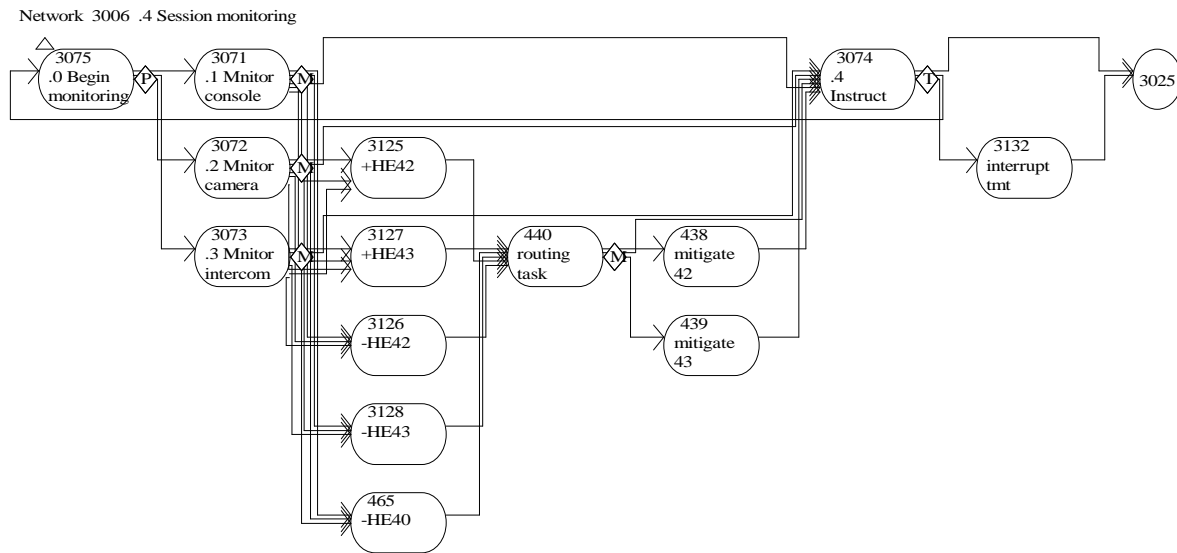 Network 3006 .4 Session monitoring
3075
.0 Begin
monitoring
P
3071
.1 Mnitor
console
M
3074
.4
Instruct
T
3025
3072
.2 Mnitor
camera
M
3125
+HE42
3132
interrupt
tmt
3073
.3 Mnitor
intercom
M
3127
+HE43
440
routing
task
M
438
mitigate
42
3126
-HE42
439
mitigate
43
3128
-HE43
465
-HE40